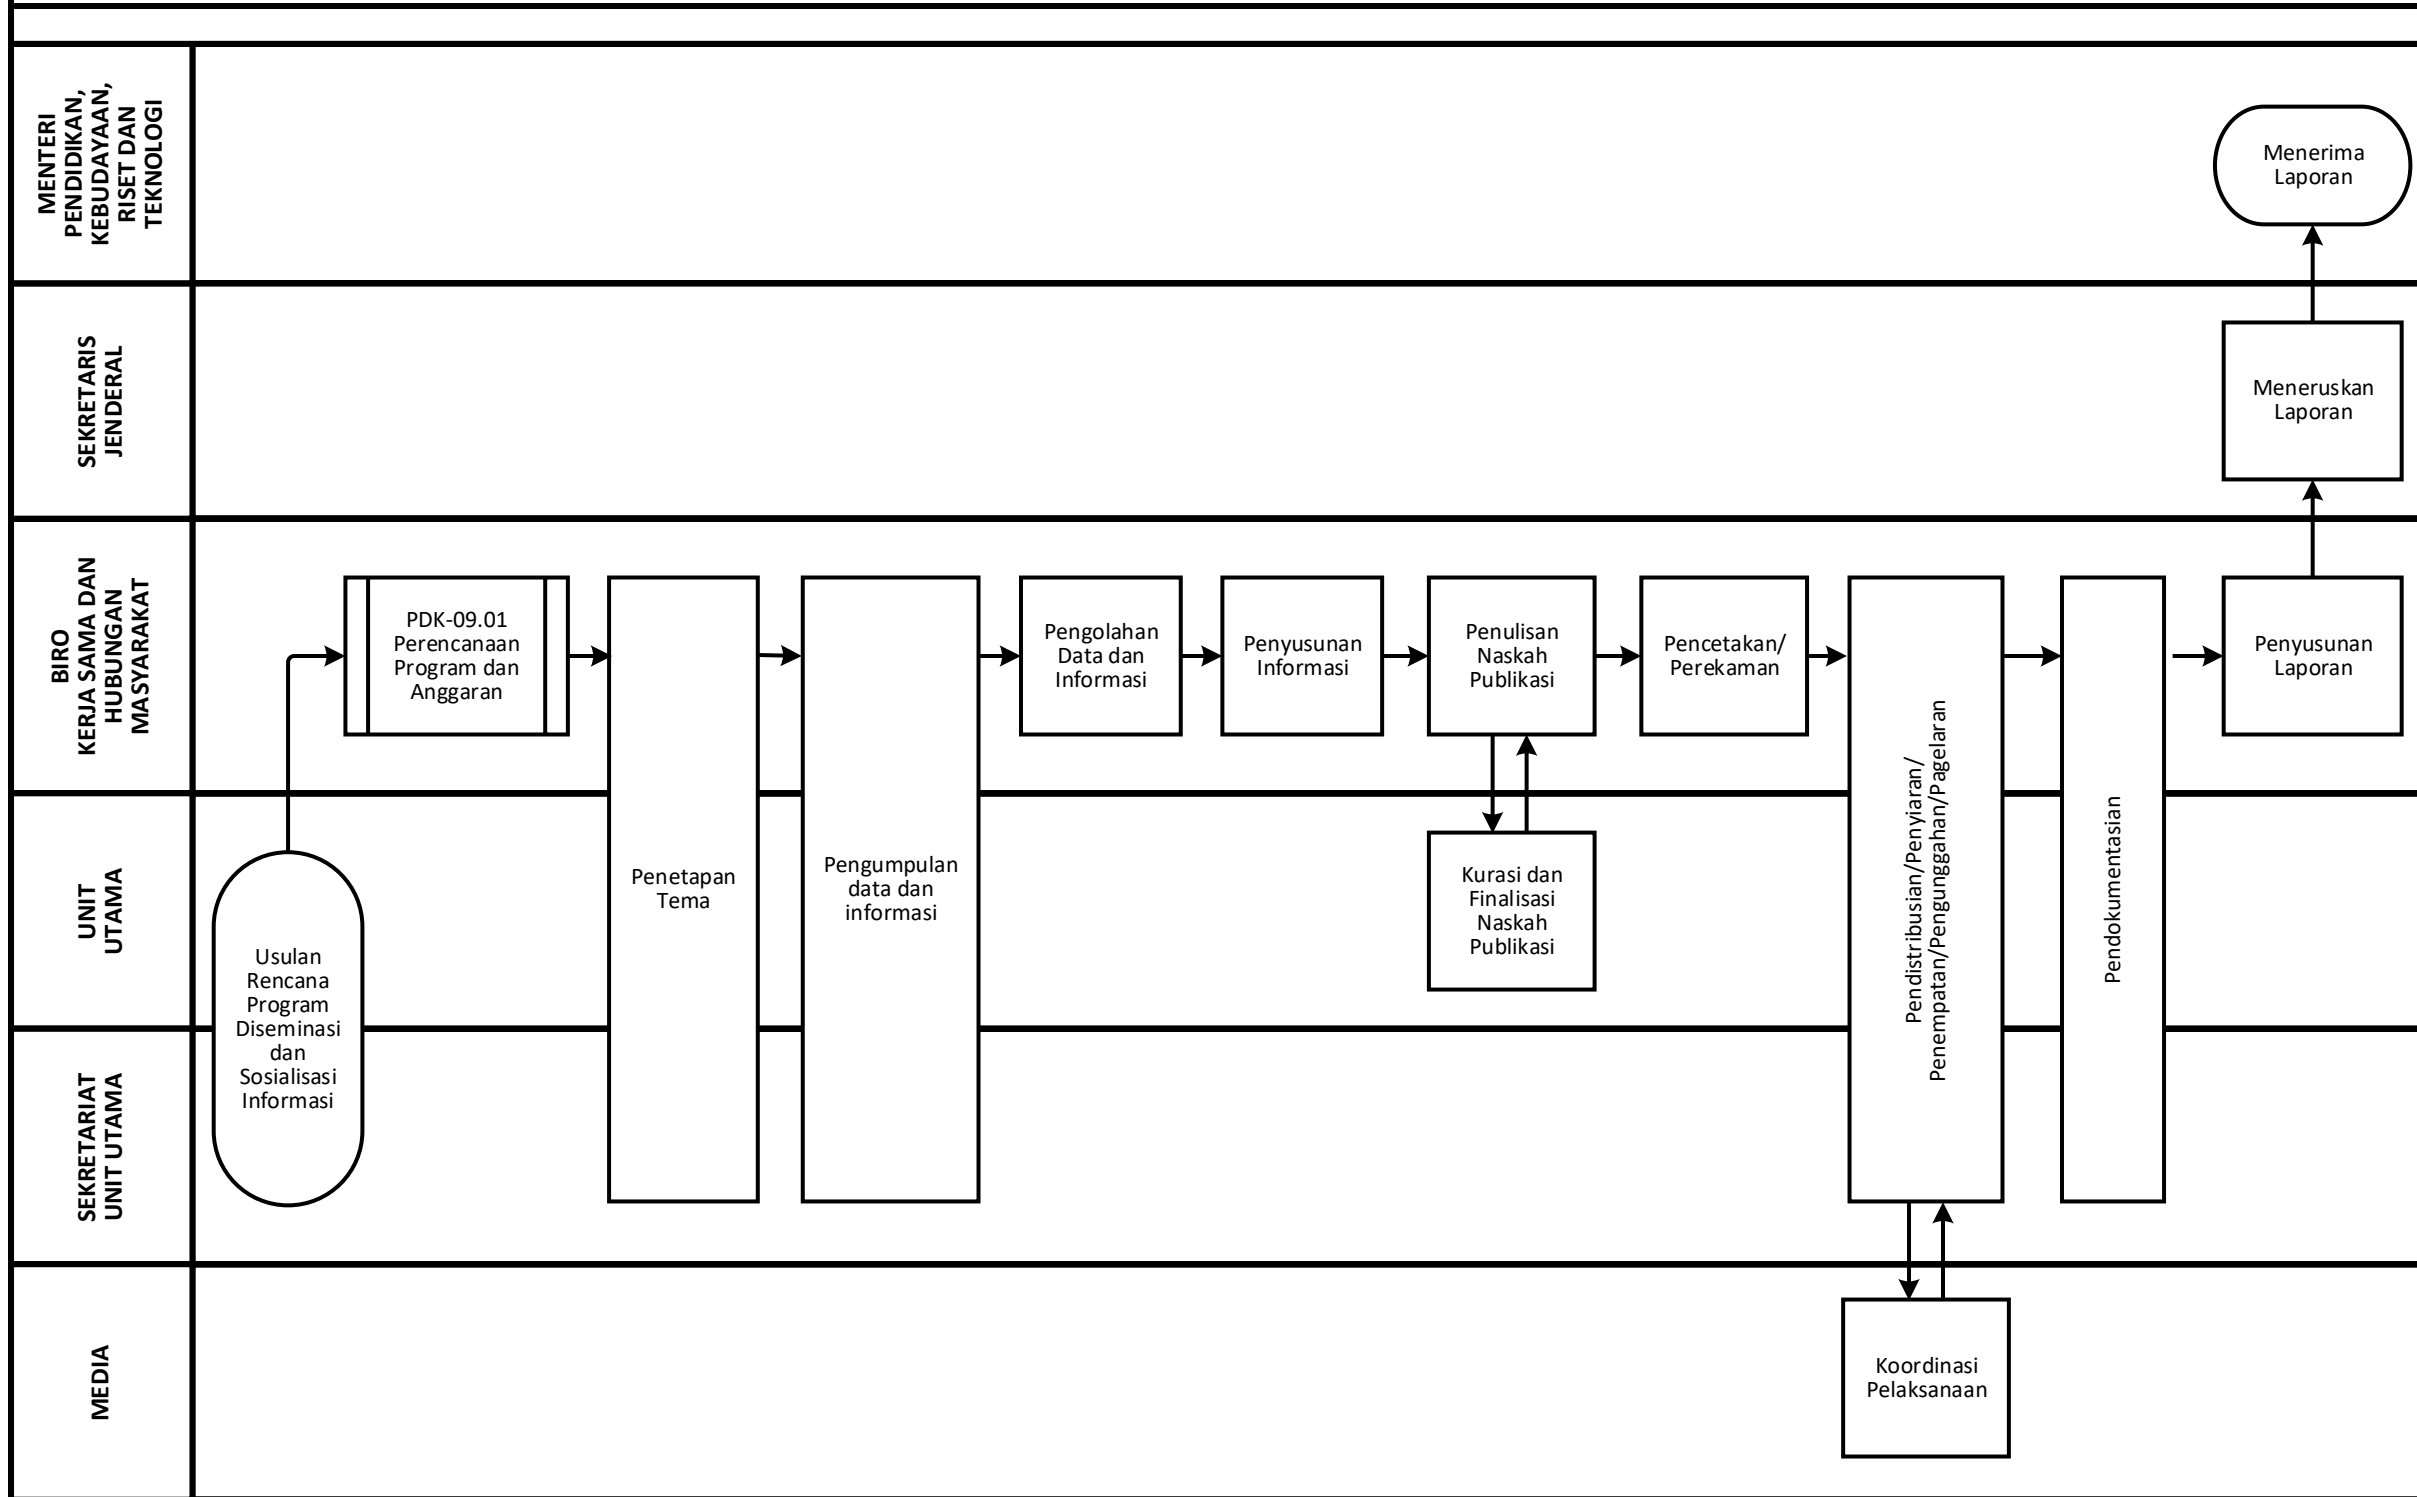 MENTERI
PENDIDIKAN,
KEBUDAYAAN,
RISET DAN
TEKNOLOGI
Menerima
Laporan
SEKRETARIS
JENDERAL
Meneruskan
Laporan
BIRO
KERJA SAMA DAN
HUBUNGAN
MASYARAKAT
PDK-09.01
Perencanaan
Program dan
Anggaran
Penetapan
Tema
Pengumpulan
data dan
informasi
Pengolahan
Data dan
Informasi
Penyusunan
Informasi
Penulisan
Naskah
Publikasi
Pencetakan/
Perekaman
Pendistribusian/Penyiaran/
Penempatan/Pengunggahan/Pagelaran
Pendokumentasian
Penyusunan
Laporan
UNIT
UTAMA
Usulan
Rencana
Program
Diseminasi
dan
Sosialisasi
Informasi
Kurasi dan
Finalisasi
Naskah
Publikasi
SEKRETARIAT
UNIT UTAMA
MEDIA
Koordinasi
Pelaksanaan